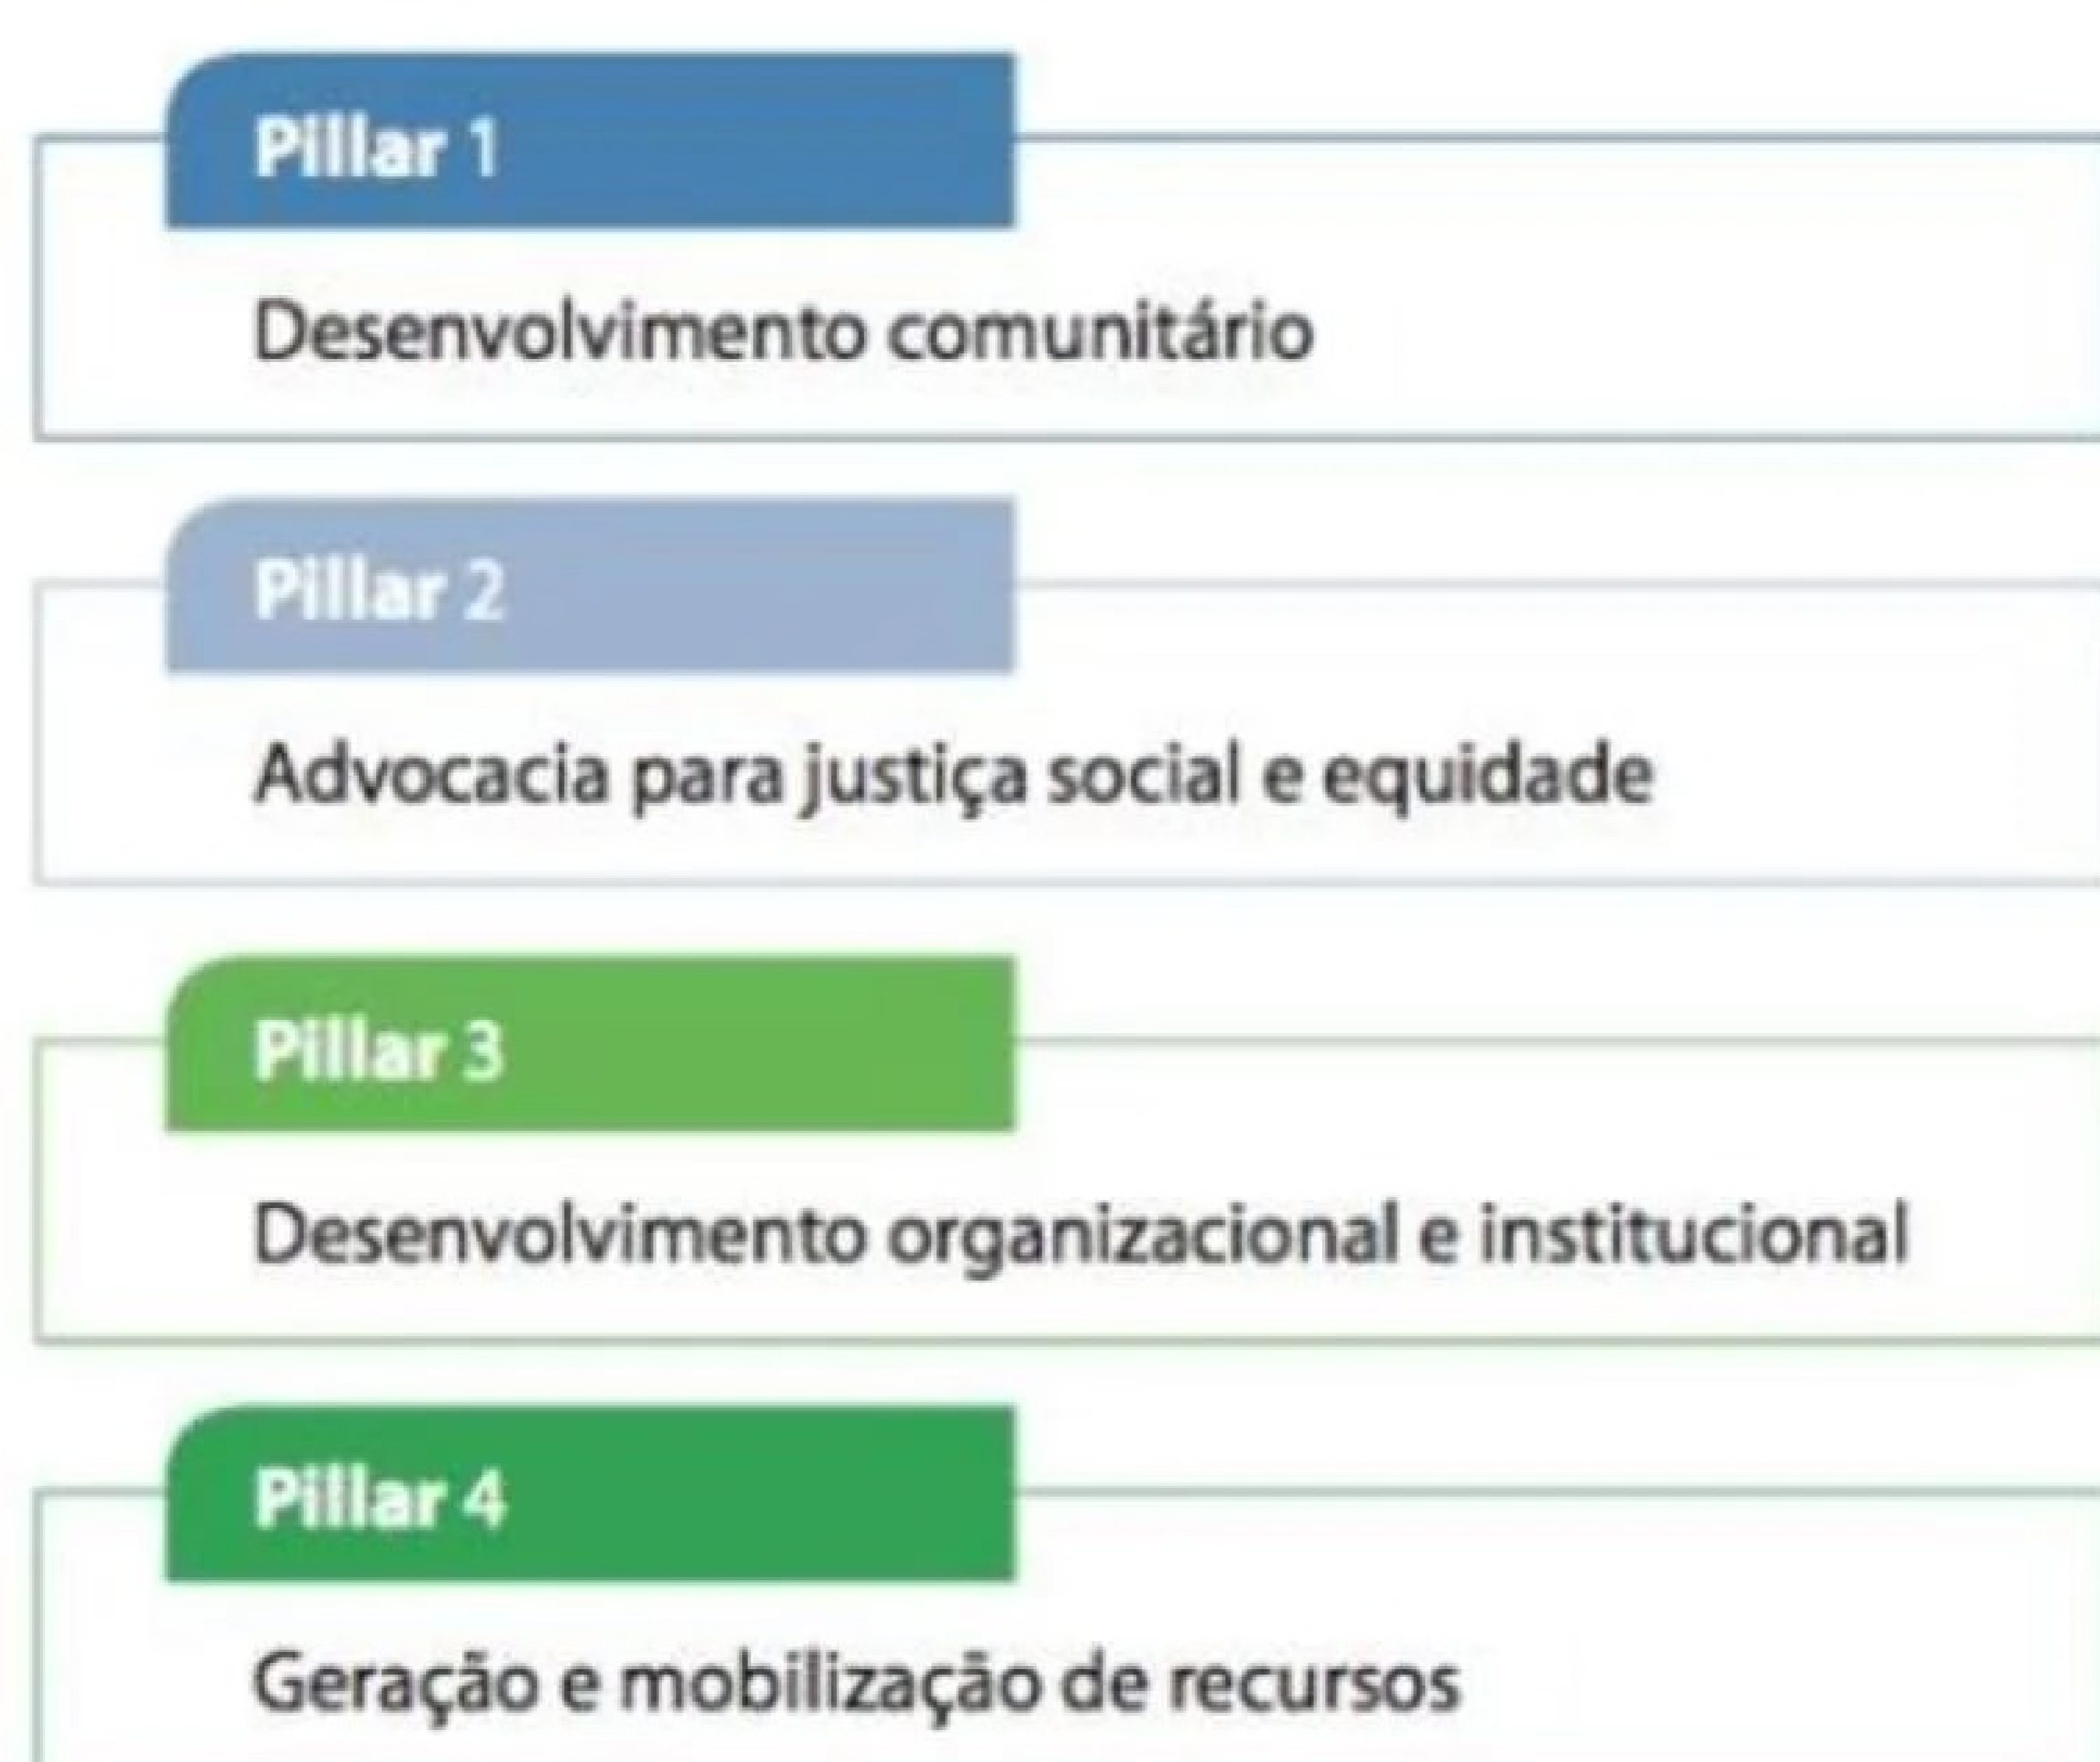 Pillar 1
Desenvolvimento comunitário
Pillar 2
Advocacia para justiça social e equidade
Pillar 3
Desenvolvimento organizacional e institucional
Pillar 4
Geração e mobilização de recursos